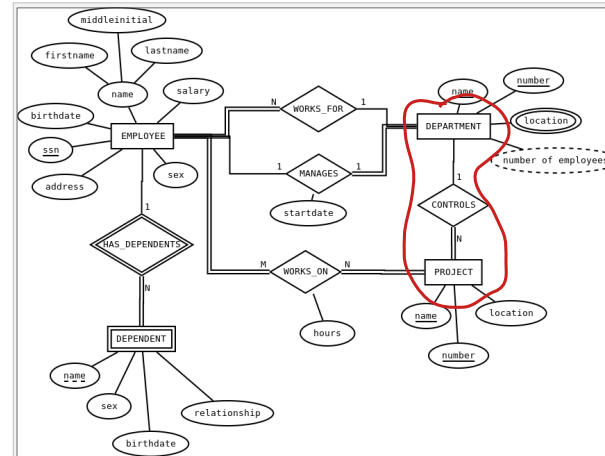 middleinitial
firstname
lastname
name
salary
birthdate
EMPLOYEE
ssn
address
sex
N
WORKS_FOR
1
name
number
DEPARTMENT
location
number of employees
1
MANAGES
1
startdate
1
CONTROLS
N
1
HAS_DEPENDENTS
N
M
WORKS_ON
N
PROJECT
name
number
location
hours
DEPENDENT
name
sex
birthdate
relationship